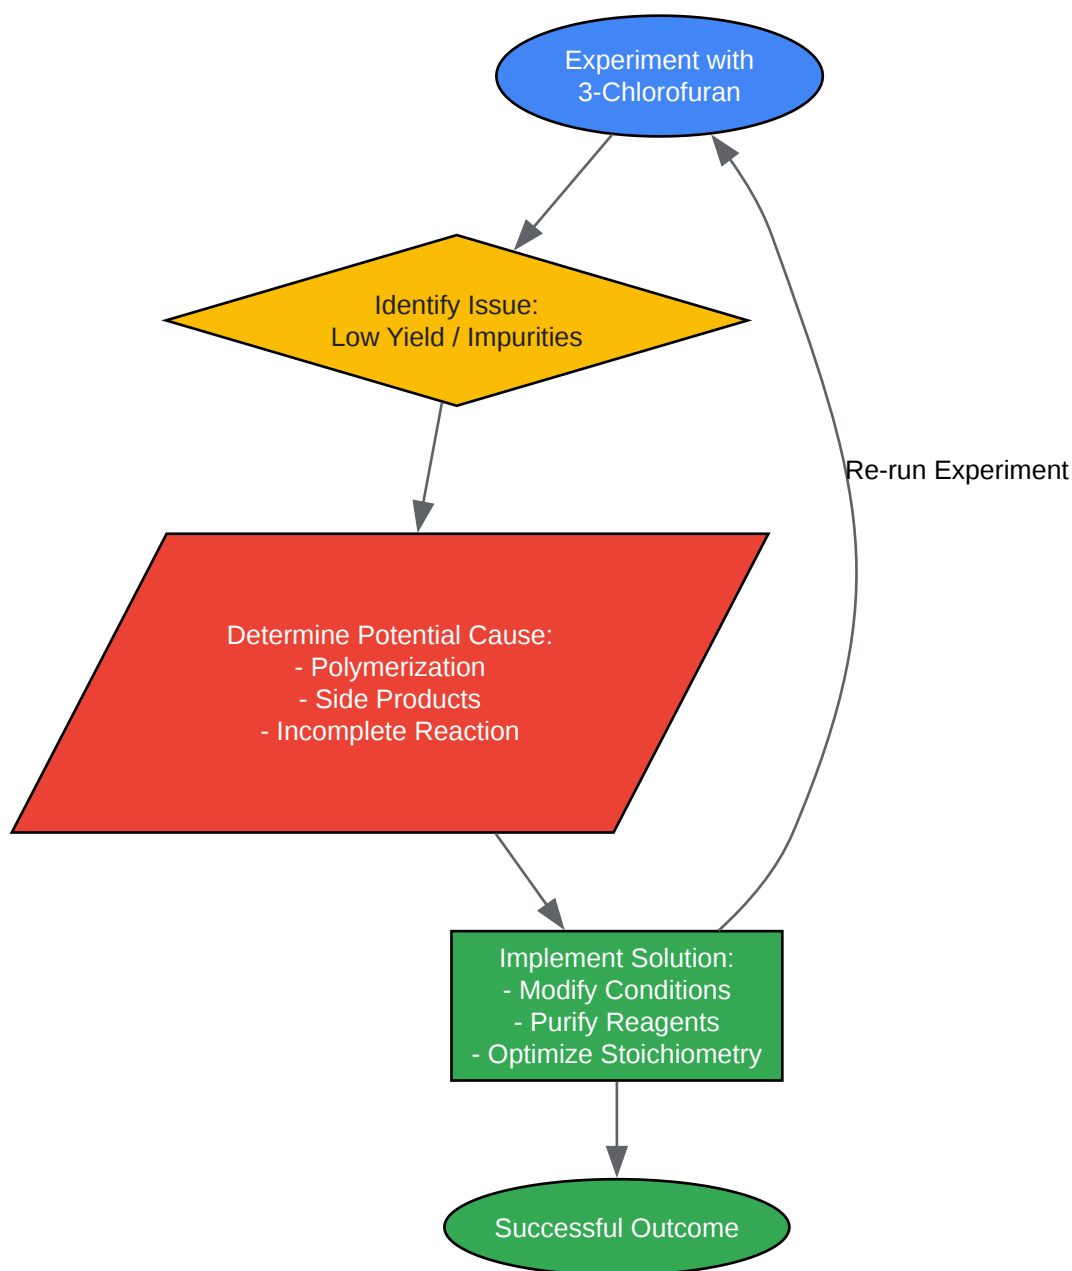 Experiment with
3-Chlorofuran
Identify Issue:
Low Yield / Impurities
Re-run Experiment
Determine Potential Cause:
- Polymerization
- Side Products
- Incomplete Reaction
Implement Solution:
- Modify Conditions
- Purify Reagents
- Optimize Stoichiometry
Successful Outcome